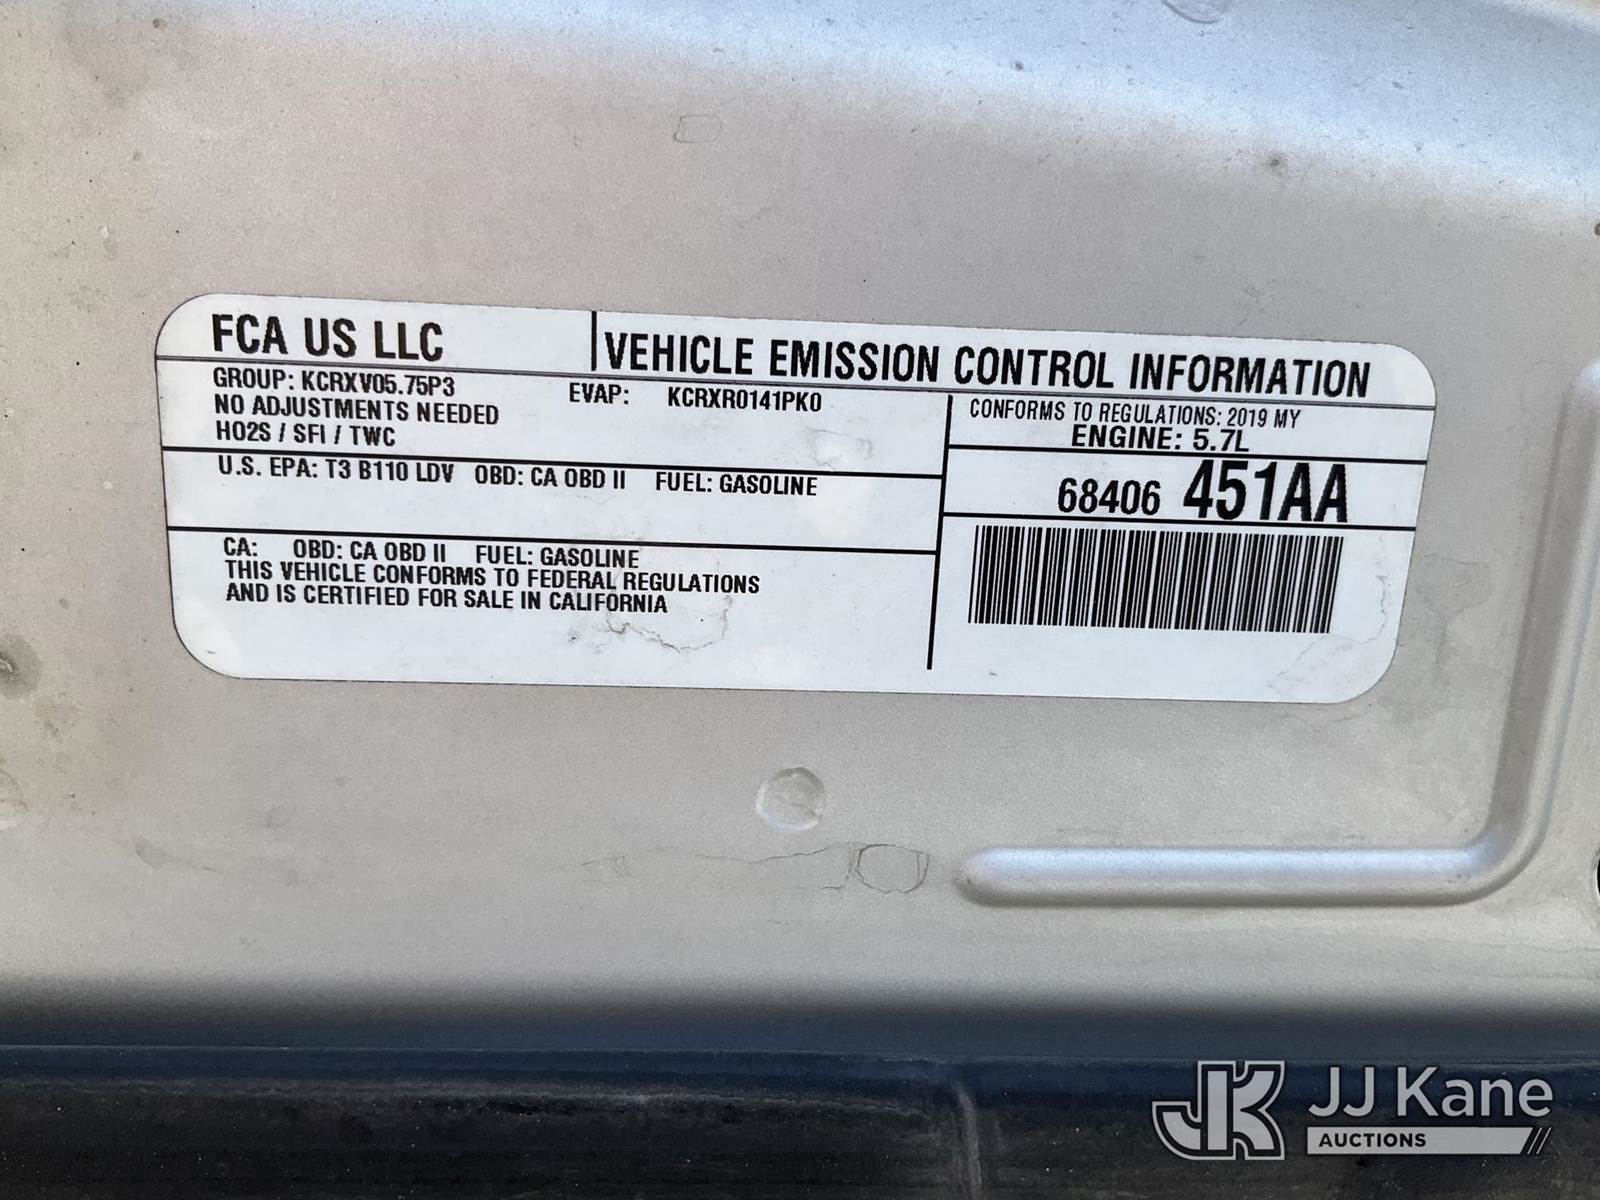 FCA US LLC
VEHICLE EMISSION CONTROL INFORMATION
GROUP: KCRXV05.75P3 EVAP: KCRXR0141PK0
NO ADJUSTMENTS NEEDED
HO2S / SFI / TWC
CONFORMS TO REGULATIONS: 2019 MY
ENGINE: 5.7L
U.S. EPA: T3 B110 LDV OBD: CA OBD II FUEL: GASOLINE
68406 451AA
CA: OBD: CA OBD II FUEL: GASOLINE
THIS VEHICLE CONFORMS TO FEDERAL REGULATIONS
AND IS CERTIFIED FOR SALE IN CALIFORNIA
JK JJ Kane
AUCTIONS